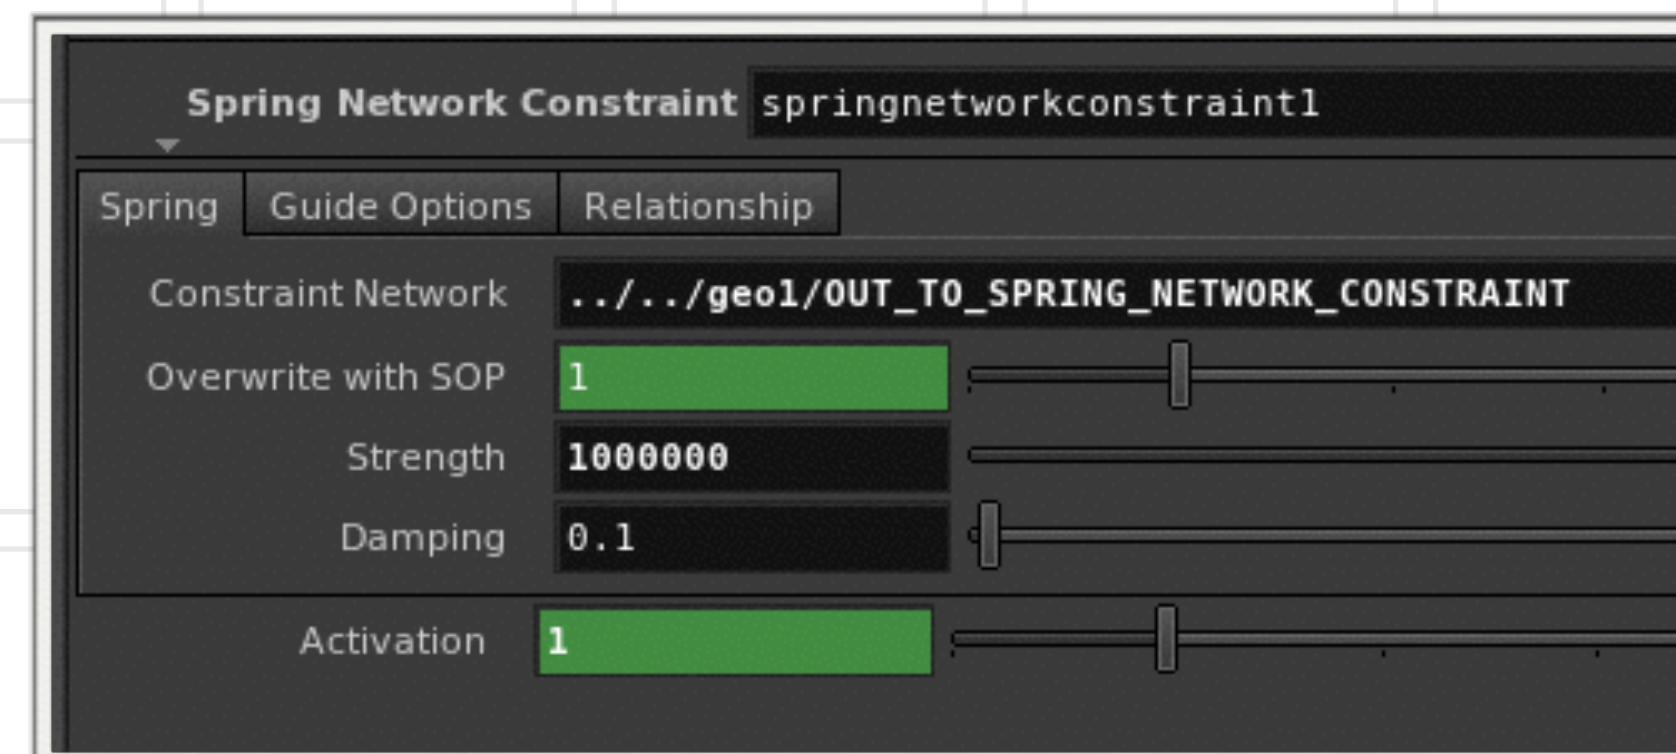 Spring Network Constraint springnetworkconstraint1
Spring Guide Options Relationship
Constraint Network ../../geo1/OUT_TO_SPRING_NETWORK_CONSTRAINT
Overwrite with SOP 1
Strength 1000000
Damping 0.1
Activation 1